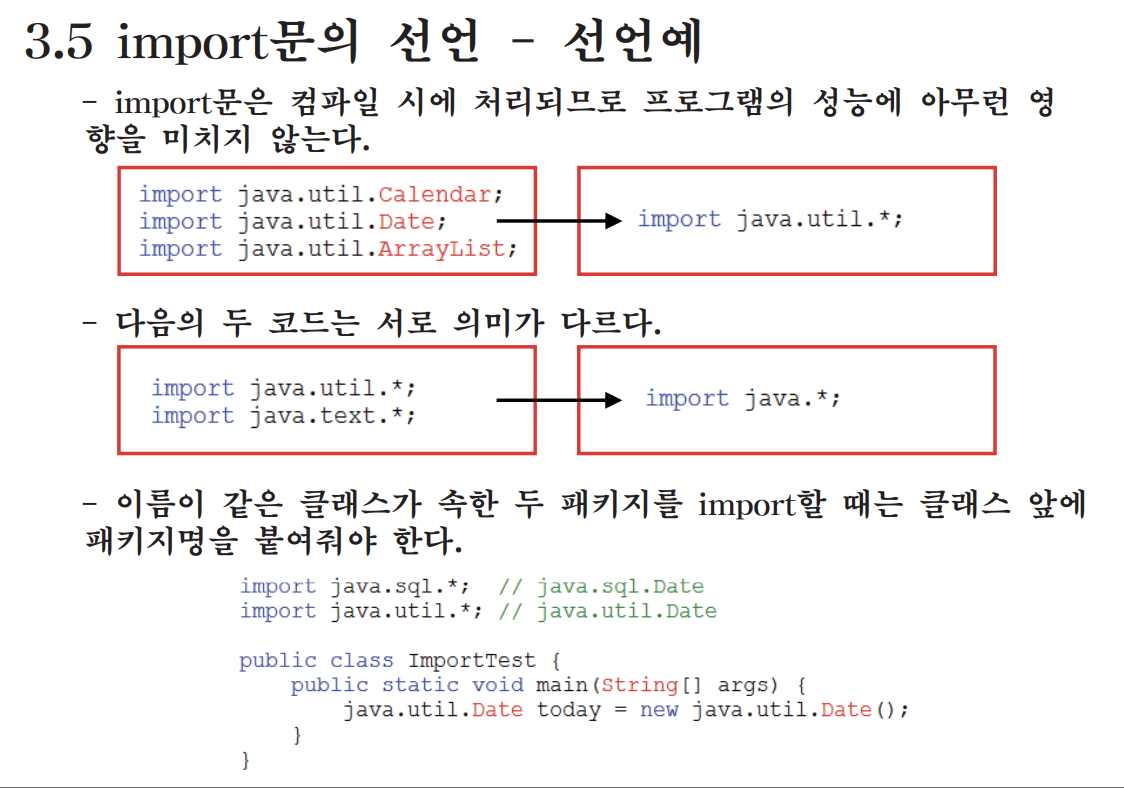 3.5 import문의 선언 - 선언예
- import문은 컴파일 시에 처리되므로 프로그램의 성능에 아무런 영
향을 미치지 않는다.
import java.util.Calendar;
import java.util.Date;
import java.util.ArrayList;
import java.util.*;
- 다음의 두 코드는 서로 의미가 다르다.
import java.util.*;
import java.text.*;
import java.*;
- 이름이 같은 클래스가 속한 두 패키지를 import할 때는 클래스 앞에
패키지명을 붙여줘야 한다.
import java.sql.*; // java.sql.Date
import java.util.*; // java.util.Date
public class ImportTest {
public static void main(String[] args) {
java.util.Date today = new java.util.Date();
}
}